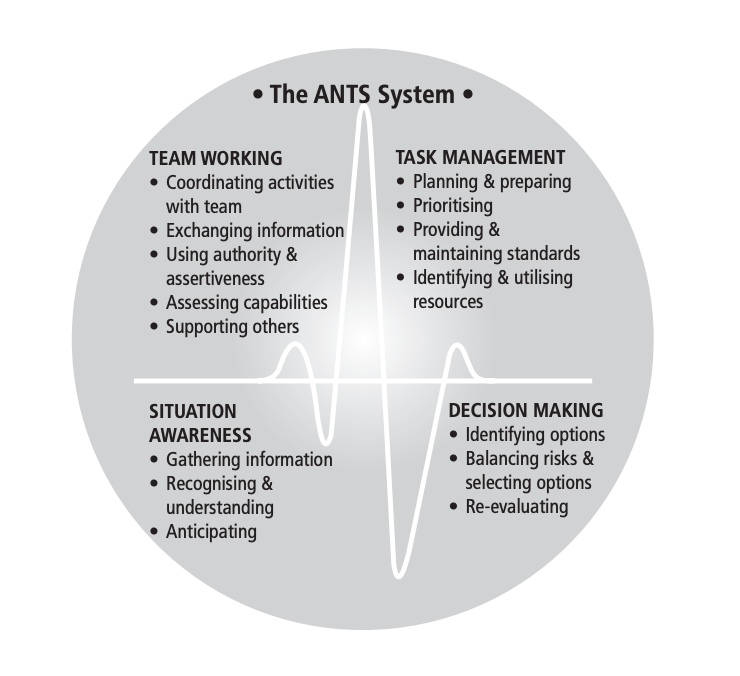 • The ANTS System •
TEAM WORKING
• Coordinating activities
with team
• Exchanging information
• Using authority &
assertiveness
• Assessing capabilities
• Supporting others
TASK MANAGEMENT
• Planning & preparing
• Prioritising
• Providing &
maintaining standards
• Identifying & utilising
resources
SITUATION
AWARENESS
• Gathering information
• Recognising &
understanding
• Anticipating
DECISION MAKING
• Identifying options
• Balancing risks &
selecting options
• Re-evaluating